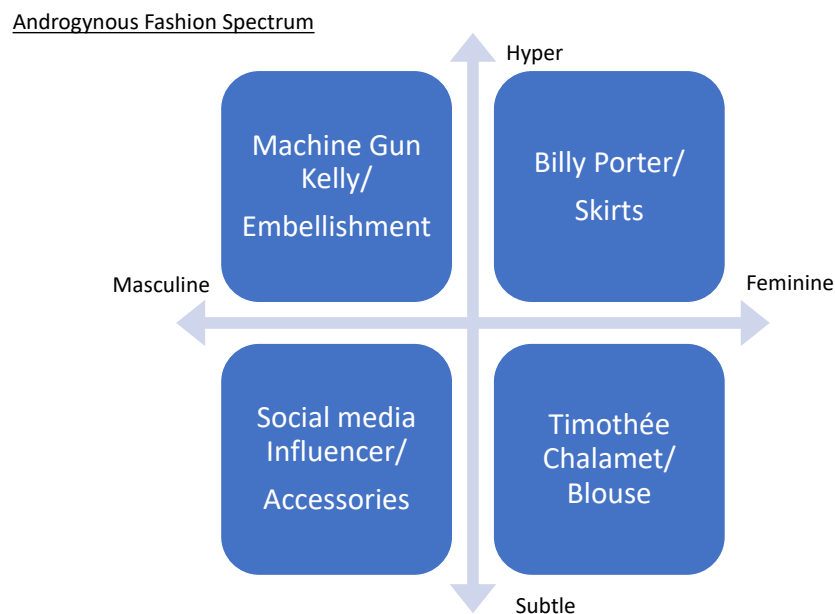 Androgynous Fashion Spectrum
Hyper
Machine Gun
Kelly/
Embellishment
Billy Porter/
Skirts
Masculine
Feminine
Social media
Influencer/
Accessories
Timothée
Chalamet/
Blouse
Subtle